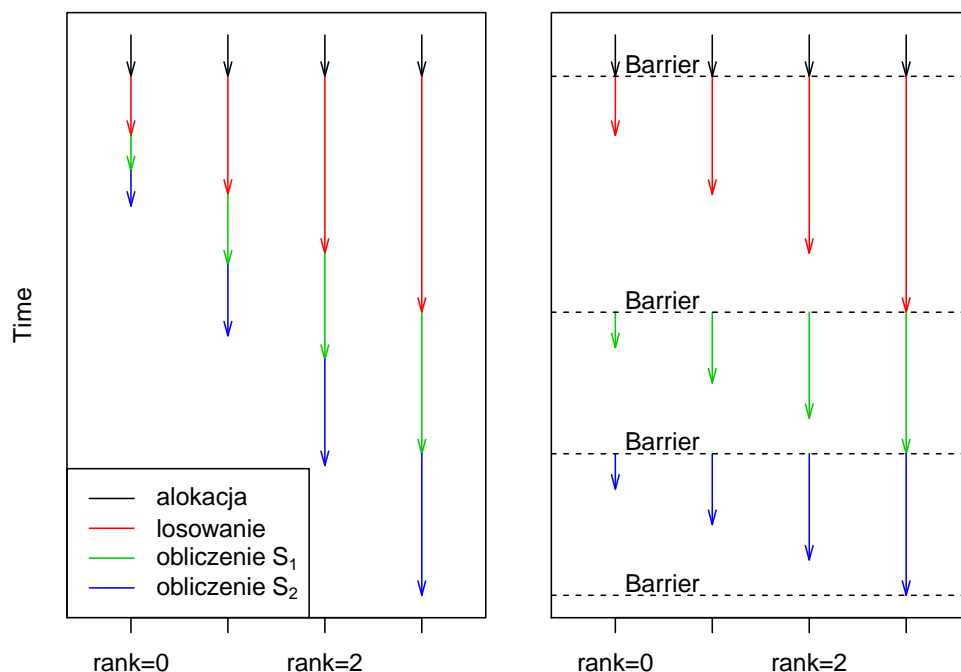 Time
alokacja
losowanie
obliczenie S₁
obliczenie S₂
rank=0
rank=2
Barrier
Barrier
Barrier
Barrier
rank=0
rank=2